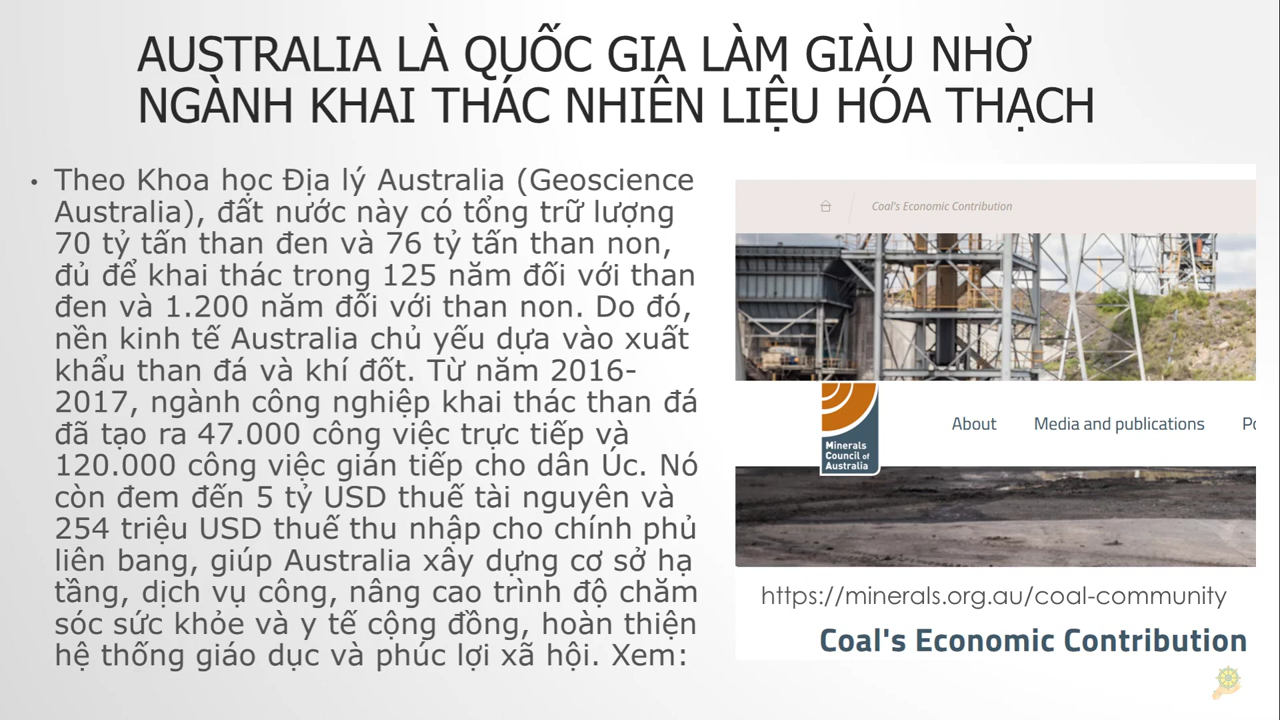 AUSTRALIA LÀ QUỐC GIA LÀM GIÀU NHỜ
NGÀNH KHAI THÁC NHIÊN LIỆU HÓA THẠCH
• Theo Khoa học Địa lý Australia (Geoscience
Australia), đất nước này có tổng trữ lượng
70 tỷ tấn than đen và 76 tỷ tấn than non,
đủ để khai thác trong 125 năm đối với than
đen và 1.200 năm đối với than non. Do đó,
nền kinh tế Australia chủ yếu dựa vào xuất
khẩu than đá và khí đốt. Từ năm 2016-
2017, ngành công nghiệp khai thác than đá
đã tạo ra 47.000 công việc trực tiếp và
120.000 công việc gián tiếp cho dân Úc. Nó
còn đem đến 5 tỷ USD thuế tài nguyên và
254 triệu USD thuế thu nhập cho chính phủ
liên bang, giúp Australia xây dựng cơ sở hạ
tầng, dịch vụ công, nâng cao trình độ chăm
sóc sức khỏe và y tế cộng đồng, hoàn thiện
hệ thống giáo dục và phúc lợi xã hội. Xem:
Coal's Economic Contribution
Minerals
Council of
Australia
About Media and publications Po
https://minerals.org.au/coal-community
Coal's Economic Contribution